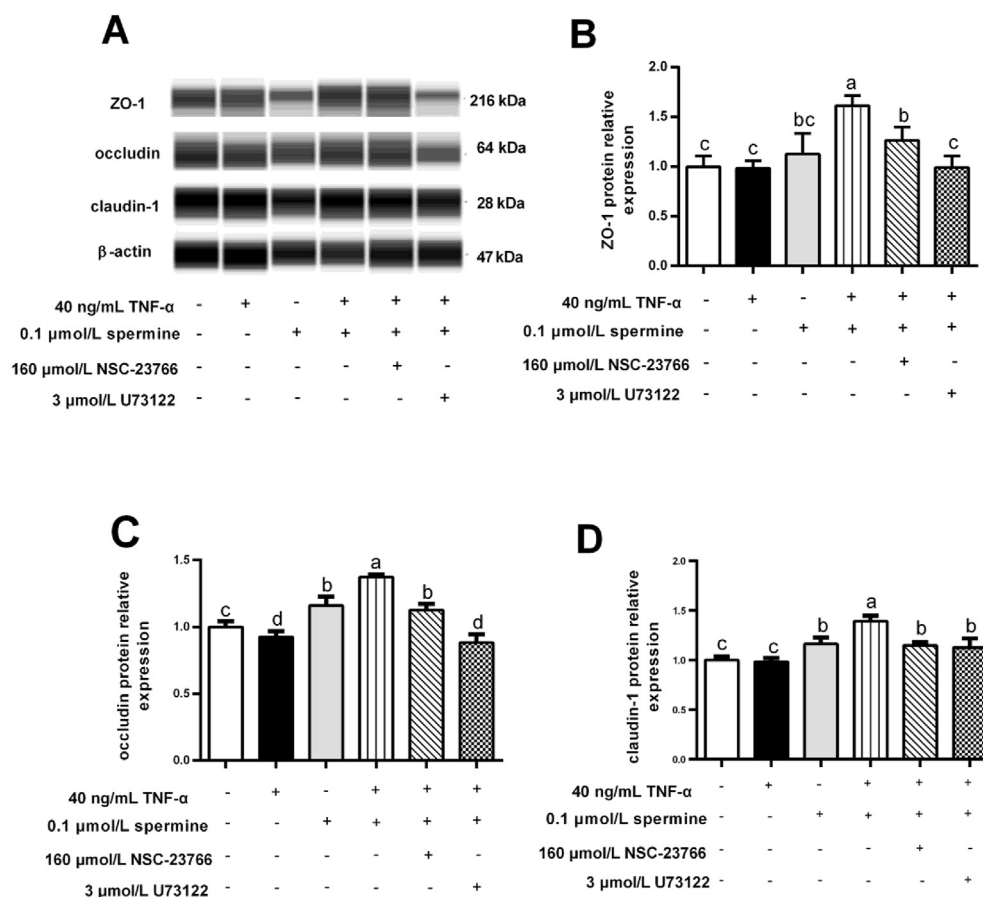 A
ZO-1
216 kDa
occludin
64 kDa
claudin-1
28 kDa
β-actin
47 kDa
40 ng/mL TNF-α - + - + + +
0.1 µmol/L spermine - - + + + +
160 µmol/L NSC-23766 - - - - + -
3 µmol/L U73122 - - - - - +
B
ZO-1 protein relative
expression
2.0
1.5
1.0
0.5
0.0
c c bc a b c
40 ng/mL TNF-α - + - + + +
0.1 µmol/L spermine - - + + + +
160 µmol/L NSC-23766 - - - - + -
3 µmol/L U73122 - - - - - +
C
occludin protein relative
expression
1.5
1.0
0.5
0.0
c d b a b d
40 ng/mL TNF-α - + - + + +
0.1 µmol/L spermine - - + + + +
160 µmol/L NSC-23766 - - - - + -
3 µmol/L U73122 - - - - - +
D
claudin-1 protein relative
expression
2.0
1.5
1.0
0.5
0.0
c c b a b b
40 ng/mL TNF-α - + - + + +
0.1 µmol/L spermine - - + + + +
160 µmol/L NSC-23766 - - - - + -
3 µmol/L U73122 - - - - - +